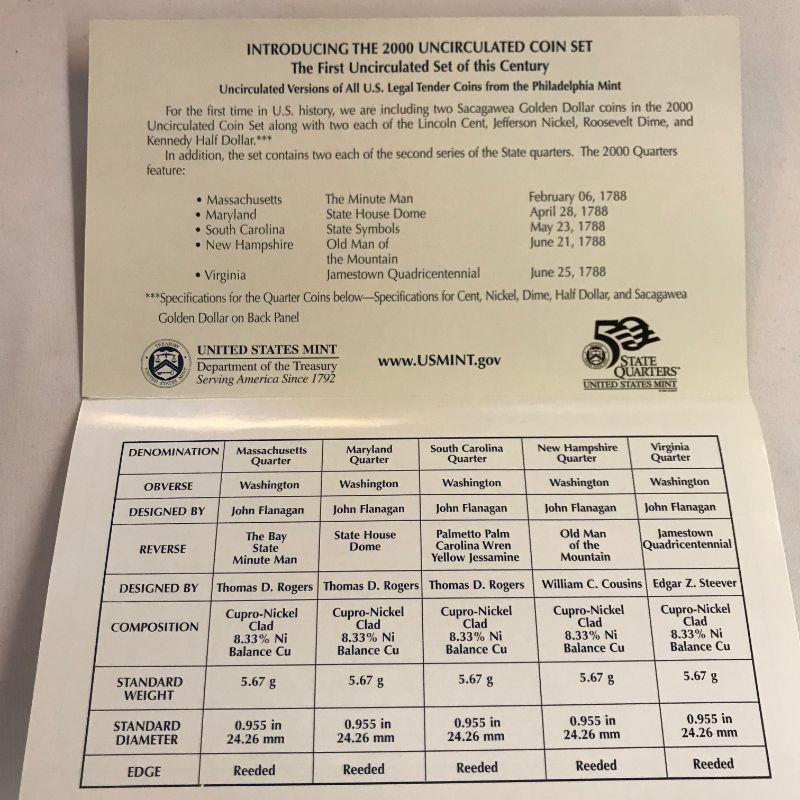 INTRODUCING THE 2000 UNCIRCULATED COIN SET
The First Uncirculated Set of this Century
Uncirculated Versions of All U.S. Legal Tender Coins from the Philadelphia Mint
For the first time in U.S. history, we are including two Sacagawea Golden Dollar coins in the 2000
Uncirculated Coin Set along with two each of the Lincoln Cent, Jefferson Nickel, Roosevelt Dime, and
Kennedy Half Dollar.***
In addition, the set contains two each of the second series of the State quarters. The 2000 Quarters
feature:
• Massachusetts The Minute Man February 06, 1788
• Maryland State House Dome April 28, 1788
• South Carolina State Symbols May 23, 1788
• New Hampshire Old Man of June 21, 1788
the Mountain
• Virginia Jamestown Quadricentennial June 25, 1788
***Specifications for the Quarter Coins below—Specifications for Cent, Nickel, Dime, Half Dollar, and Sacagawea
Golden Dollar on Back Panel
UNITED STATES MINT
Department of the Treasury
Serving America Since 1792
www.USMINT.gov
50
STATE
QUARTERS
UNITED STATES MINT
DENOMINATION Massachusetts Quarter Maryland Quarter South Carolina Quarter New Hampshire Quarter Virginia Quarter
OBVERSE Washington Washington Washington Washington Washington
DESIGNED BY John Flanagan John Flanagan John Flanagan John Flanagan John Flanagan
REVERSE The Bay State Minute Man State House Dome Palmetto Palm Carolina Wren Yellow Jessamine Old Man of the Mountain Jamestown Quadricentennial
DESIGNED BY Thomas D. Rogers Thomas D. Rogers Thomas D. Rogers William C. Cousins Edgar Z. Steever
COMPOSITION Cupro-Nickel Clad 8.33% Ni Balance Cu Cupro-Nickel Clad 8.33% Ni Balance Cu Cupro-Nickel Clad 8.33% Ni Balance Cu Cupro-Nickel Clad 8.33% Ni Balance Cu Cupro-Nickel Clad 8.33% Ni Balance Cu
STANDARD WEIGHT 5.67 g 5.67 g 5.67 g 5.67 g 5.67 g
STANDARD DIAMETER 0.955 in 24.26 mm 0.955 in 24.26 mm 0.955 in 24.26 mm 0.955 in 24.26 mm 0.955 in 24.26 mm
EDGE Reeded Reeded Reeded Reeded Reeded